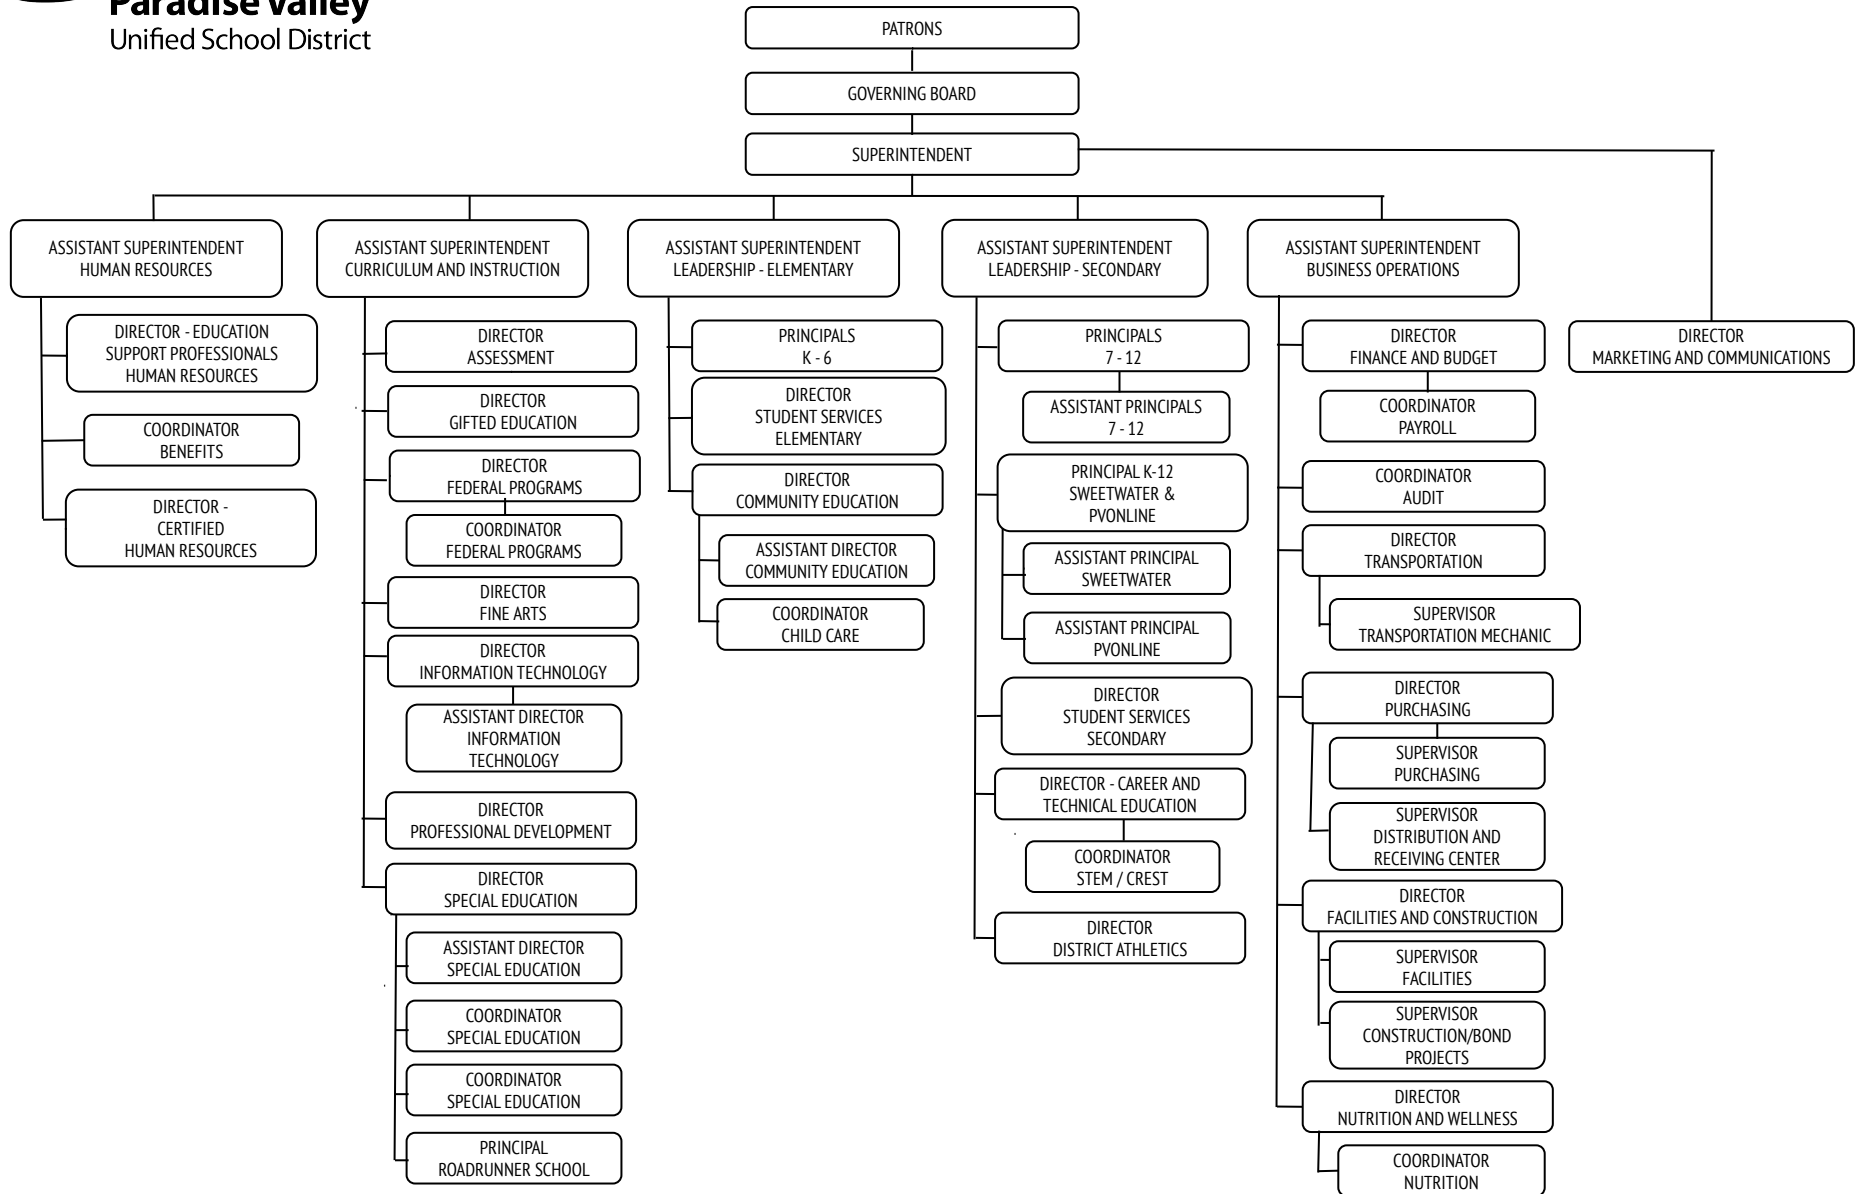 Paradise Valley
Unified School District
PATRONS
GOVERNING BOARD
SUPERINTENDENT
ASSISTANT SUPERINTENDENT
HUMAN RESOURCES
DIRECTOR - EDUCATION
SUPPORT PROFESSIONALS
HUMAN RESOURCES
COORDINATOR
BENEFITS
DIRECTOR -
CERTIFIED
HUMAN RESOURCES
ASSISTANT SUPERINTENDENT
CURRICULUM AND INSTRUCTION
DIRECTOR
ASSESSMENT
DIRECTOR
GIFTED EDUCATION
DIRECTOR
FEDERAL PROGRAMS
COORDINATOR
FEDERAL PROGRAMS
DIRECTOR
FINE ARTS
DIRECTOR
INFORMATION TECHNOLOGY
ASSISTANT DIRECTOR
INFORMATION
TECHNOLOGY
DIRECTOR
PROFESSIONAL DEVELOPMENT
DIRECTOR
SPECIAL EDUCATION
ASSISTANT DIRECTOR
SPECIAL EDUCATION
COORDINATOR
SPECIAL EDUCATION
COORDINATOR
SPECIAL EDUCATION
PRINCIPAL
ROADRUNNER SCHOOL
ASSISTANT SUPERINTENDENT
LEADERSHIP - ELEMENTARY
PRINCIPALS
K - 6
DIRECTOR
STUDENT SERVICES
ELEMENTARY
DIRECTOR
COMMUNITY EDUCATION
ASSISTANT DIRECTOR
COMMUNITY EDUCATION
COORDINATOR
CHILD CARE
ASSISTANT SUPERINTENDENT
LEADERSHIP - SECONDARY
PRINCIPALS
7 - 12
ASSISTANT PRINCIPALS
7 - 12
PRINCIPAL K-12
SWEETWATER &
PVONLINE
ASSISTANT PRINCIPAL
SWEETWATER
ASSISTANT PRINCIPAL
PVONLINE
DIRECTOR
STUDENT SERVICES
SECONDARY
DIRECTOR - CAREER AND
TECHNICAL EDUCATION
COORDINATOR
STEM / CREST
DIRECTOR
DISTRICT ATHLETICS
ASSISTANT SUPERINTENDENT
BUSINESS OPERATIONS
DIRECTOR
FINANCE AND BUDGET
COORDINATOR
PAYROLL
COORDINATOR
AUDIT
DIRECTOR
TRANSPORTATION
SUPERVISOR
TRANSPORTATION MECHANIC
DIRECTOR
PURCHASING
SUPERVISOR
PURCHASING
SUPERVISOR
DISTRIBUTION AND
RECEIVING CENTER
DIRECTOR
FACILITIES AND CONSTRUCTION
SUPERVISOR
FACILITIES
SUPERVISOR
CONSTRUCTION/BOND
PROJECTS
DIRECTOR
NUTRITION AND WELLNESS
COORDINATOR
NUTRITION
DIRECTOR
MARKETING AND COMMUNICATIONS